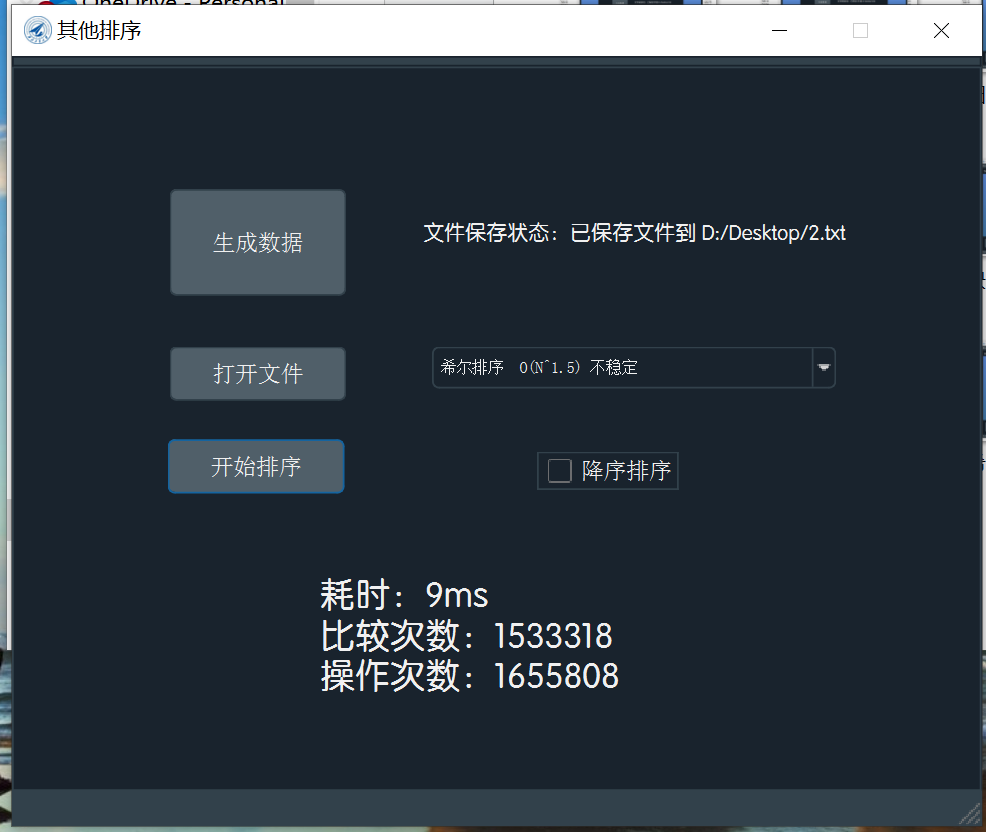 OneDrive - Personal
其他排序
生成数据
文件保存状态：已保存文件到 D:/Desktop/2.txt
打开文件
希尔排序 O(N^1.5) 不稳定
开始排序
降序排序
耗时：9ms
比较次数：1533318
操作次数：1655808